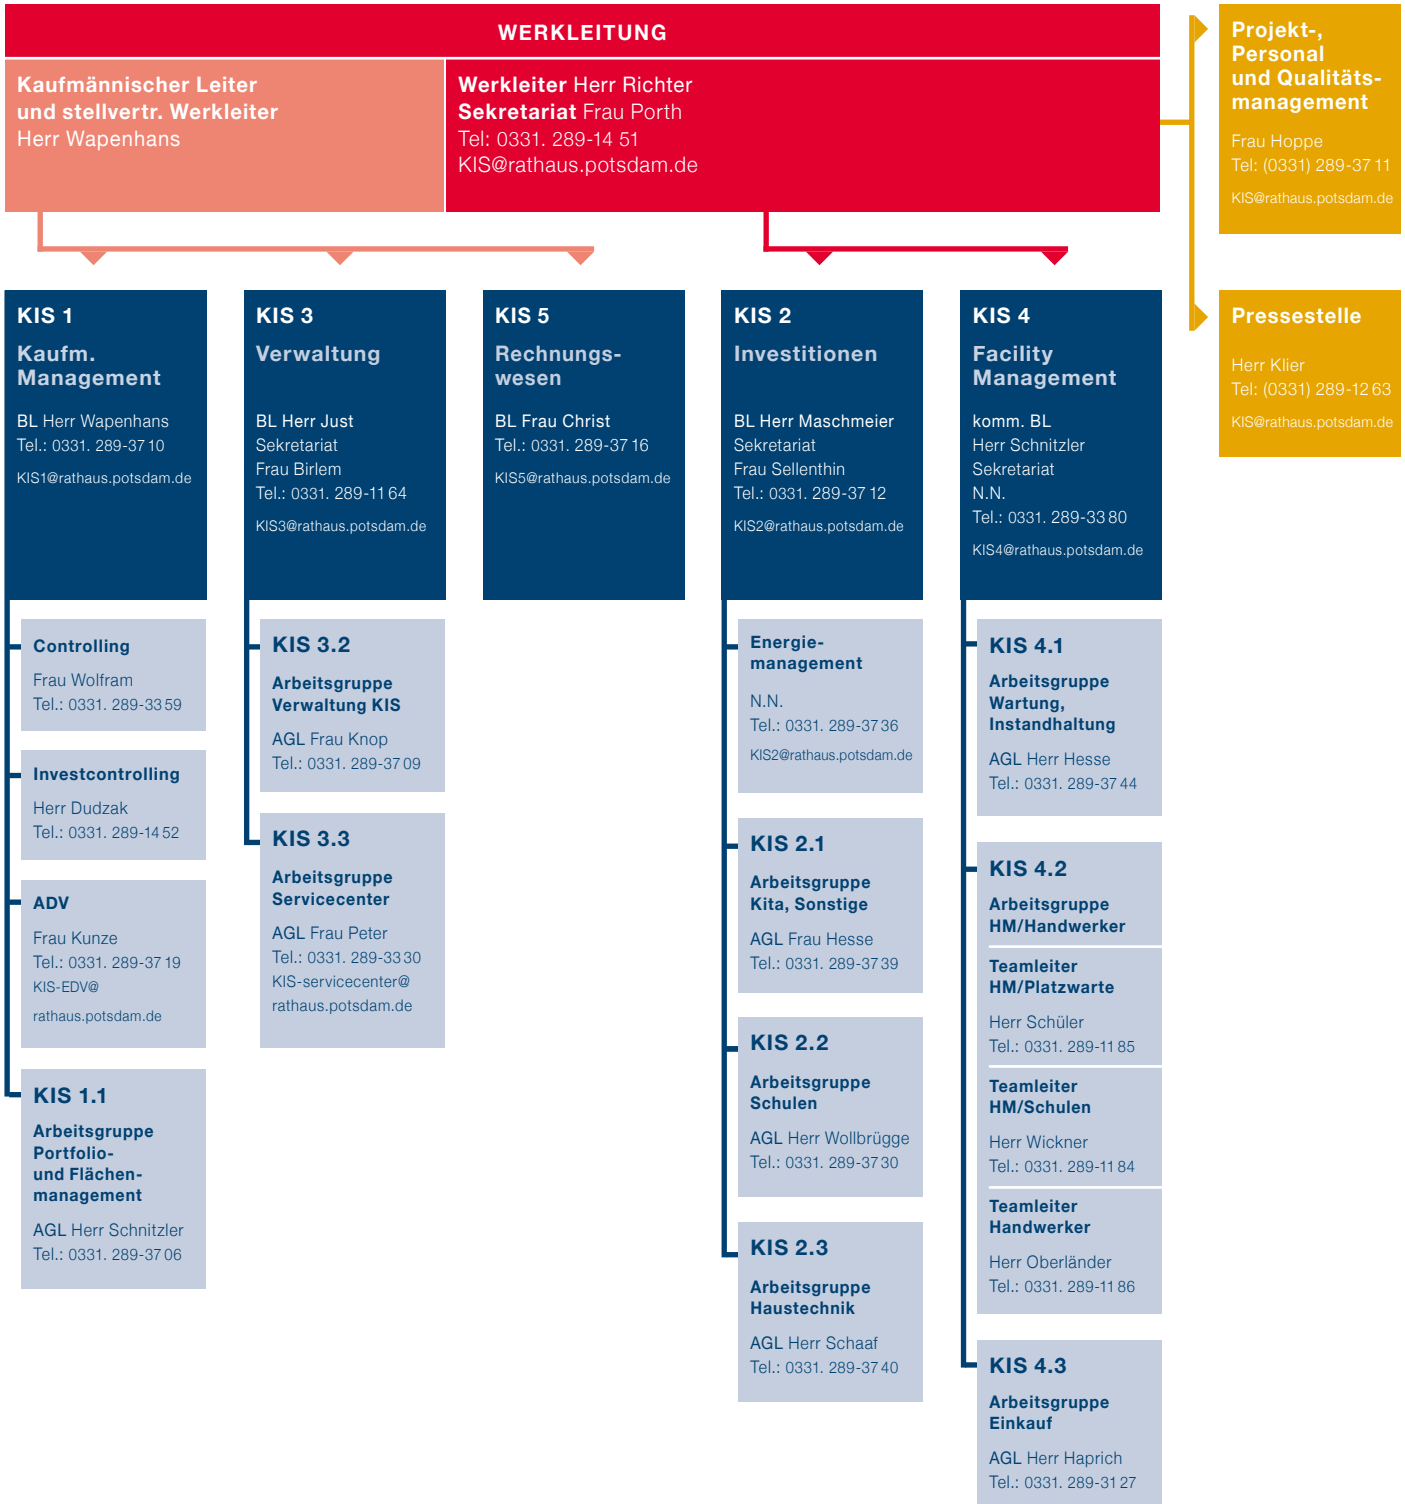 WERKLEITUNG
Kaufmännischer Leiter
und stellvertr. Werkleiter
Herr Wapenhans
Werkleiter Herr Richter
Sekretariat Frau Porth
Tel: 0331. 289-14 51
KIS@rathaus.potsdam.de
Projekt-,
Personal
und Qualitäts-
management
Frau Hoppe
Tel: (0331) 289-37 11
KIS@rathaus.potsdam.de
Pressestelle
Herr Klier
Tel: (0331) 289-12 63
KIS@rathaus.potsdam.de
KIS 1
Kaufm.
Management
BL Herr Wapenhans
Tel.: 0331. 289-37 10
KIS1@rathaus.potsdam.de
Controlling
Frau Wolfram
Tel.: 0331. 289-33 59
Investcontrolling
Herr Dudzak
Tel.: 0331. 289-14 52
ADV
Frau Kunze
Tel.: 0331. 289-37 19
KIS-EDV@
rathaus.potsdam.de
KIS 1.1
Arbeitsgruppe
Portfolio-
und Flächen-
management
AGL Herr Schnitzler
Tel.: 0331. 289-37 06
KIS 3
Verwaltung
BL Herr Just
Sekretariat
Frau Birlem
Tel.: 0331. 289-11 64
KIS3@rathaus.potsdam.de
KIS 3.2
Arbeitsgruppe
Verwaltung KIS
AGL Frau Knop
Tel.: 0331. 289-37 09
KIS 3.3
Arbeitsgruppe
Servicecenter
AGL Frau Peter
Tel.: 0331. 289-33 30
KIS-servicecenter@
rathaus.potsdam.de
KIS 5
Rechnungs-
wesen
BL Frau Christ
Tel.: 0331. 289-37 16
KIS5@rathaus.potsdam.de
KIS 2
Investitionen
BL Herr Maschmeier
Sekretariat
Frau Sellenthin
Tel.: 0331. 289-37 12
KIS2@rathaus.potsdam.de
Energie-
management
N.N.
Tel.: 0331. 289-37 36
KIS2@rathaus.potsdam.de
KIS 2.1
Arbeitsgruppe
Kita, Sonstige
AGL Frau Hesse
Tel.: 0331. 289-37 39
KIS 2.2
Arbeitsgruppe
Schulen
AGL Herr Wollbrügge
Tel.: 0331. 289-37 30
KIS 2.3
Arbeitsgruppe
Haustechnik
AGL Herr Schaaf
Tel.: 0331. 289-37 40
KIS 4
Facility
Management
komm. BL
Herr Schnitzler
Sekretariat
N.N.
Tel.: 0331. 289-33 80
KIS4@rathaus.potsdam.de
KIS 4.1
Arbeitsgruppe
Wartung,
Instandhaltung
AGL Herr Hesse
Tel.: 0331. 289-37 44
KIS 4.2
Arbeitsgruppe
HM/Handwerker
Teamleiter
HM/Platzwarte
Herr Schüler
Tel.: 0331. 289-11 85
Teamleiter
HM/Schulen
Herr Wickner
Tel.: 0331. 289-11 84
Teamleiter
Handwerker
Herr Oberländer
Tel.: 0331. 289-11 86
KIS 4.3
Arbeitsgruppe
Einkauf
AGL Herr Haprich
Tel.: 0331. 289-31 27